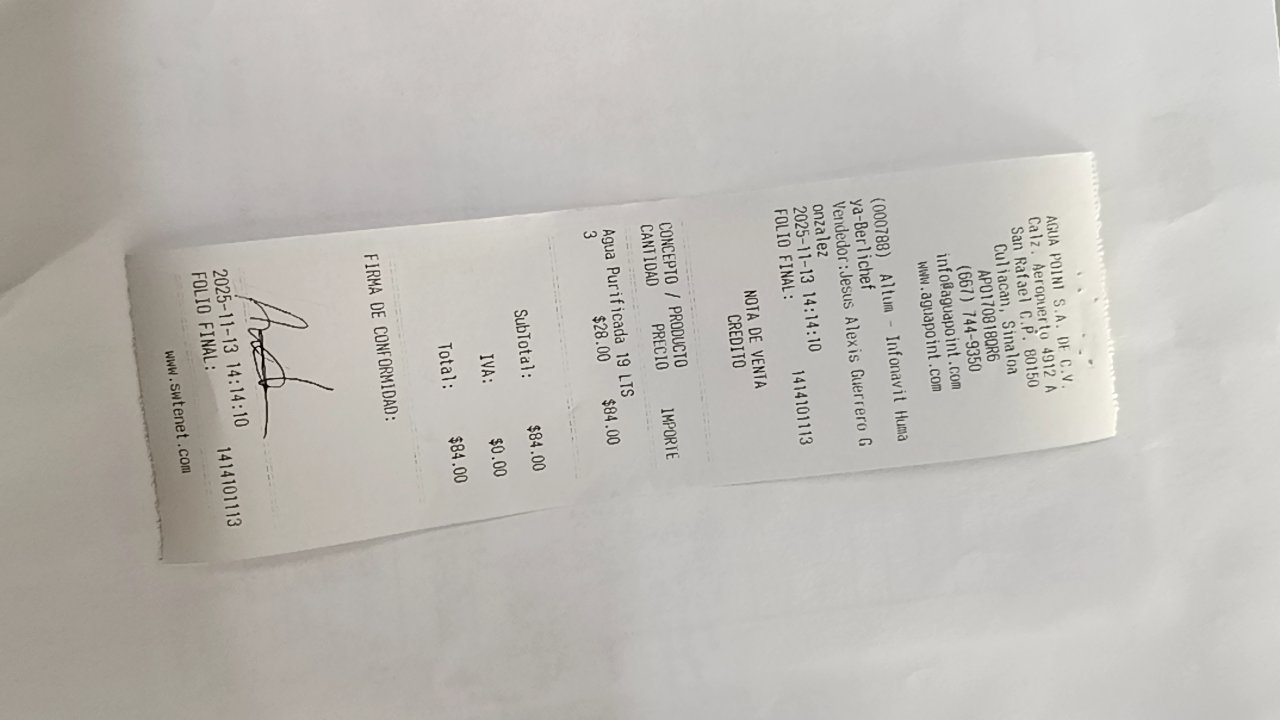 AGUA POINT S.A. DE C.V.
Calz. Aeropuerto 4912 A
San Rafael C.P. 80150
Culiacan, Sinaloa
APO170818QR6
(667) 744-9350
info@aguapoint.com
www.aguapoint.com
(000788) Altum - Infonavit Huma
ya-Berlichef
Vendedor:Jesus Alexis Guerrero G
onzalez
2025-11-13 14:14:10
FOLIO FINAL: 1414101113
NOTA DE VENTA
CREDITO
CONCEPTO / PRODUCTO
CANTIDAD PRECIO IMPORTE
Agua Purificada 19 LTS
3 $28.00 $84.00
SubTotal: $84.00
IVA: $0.00
Total: $84.00
FIRMA DE CONFORMIDAD:
2025-11-13 14:14:10
FOLIO FINAL: 1414101113
www.swtenet.com